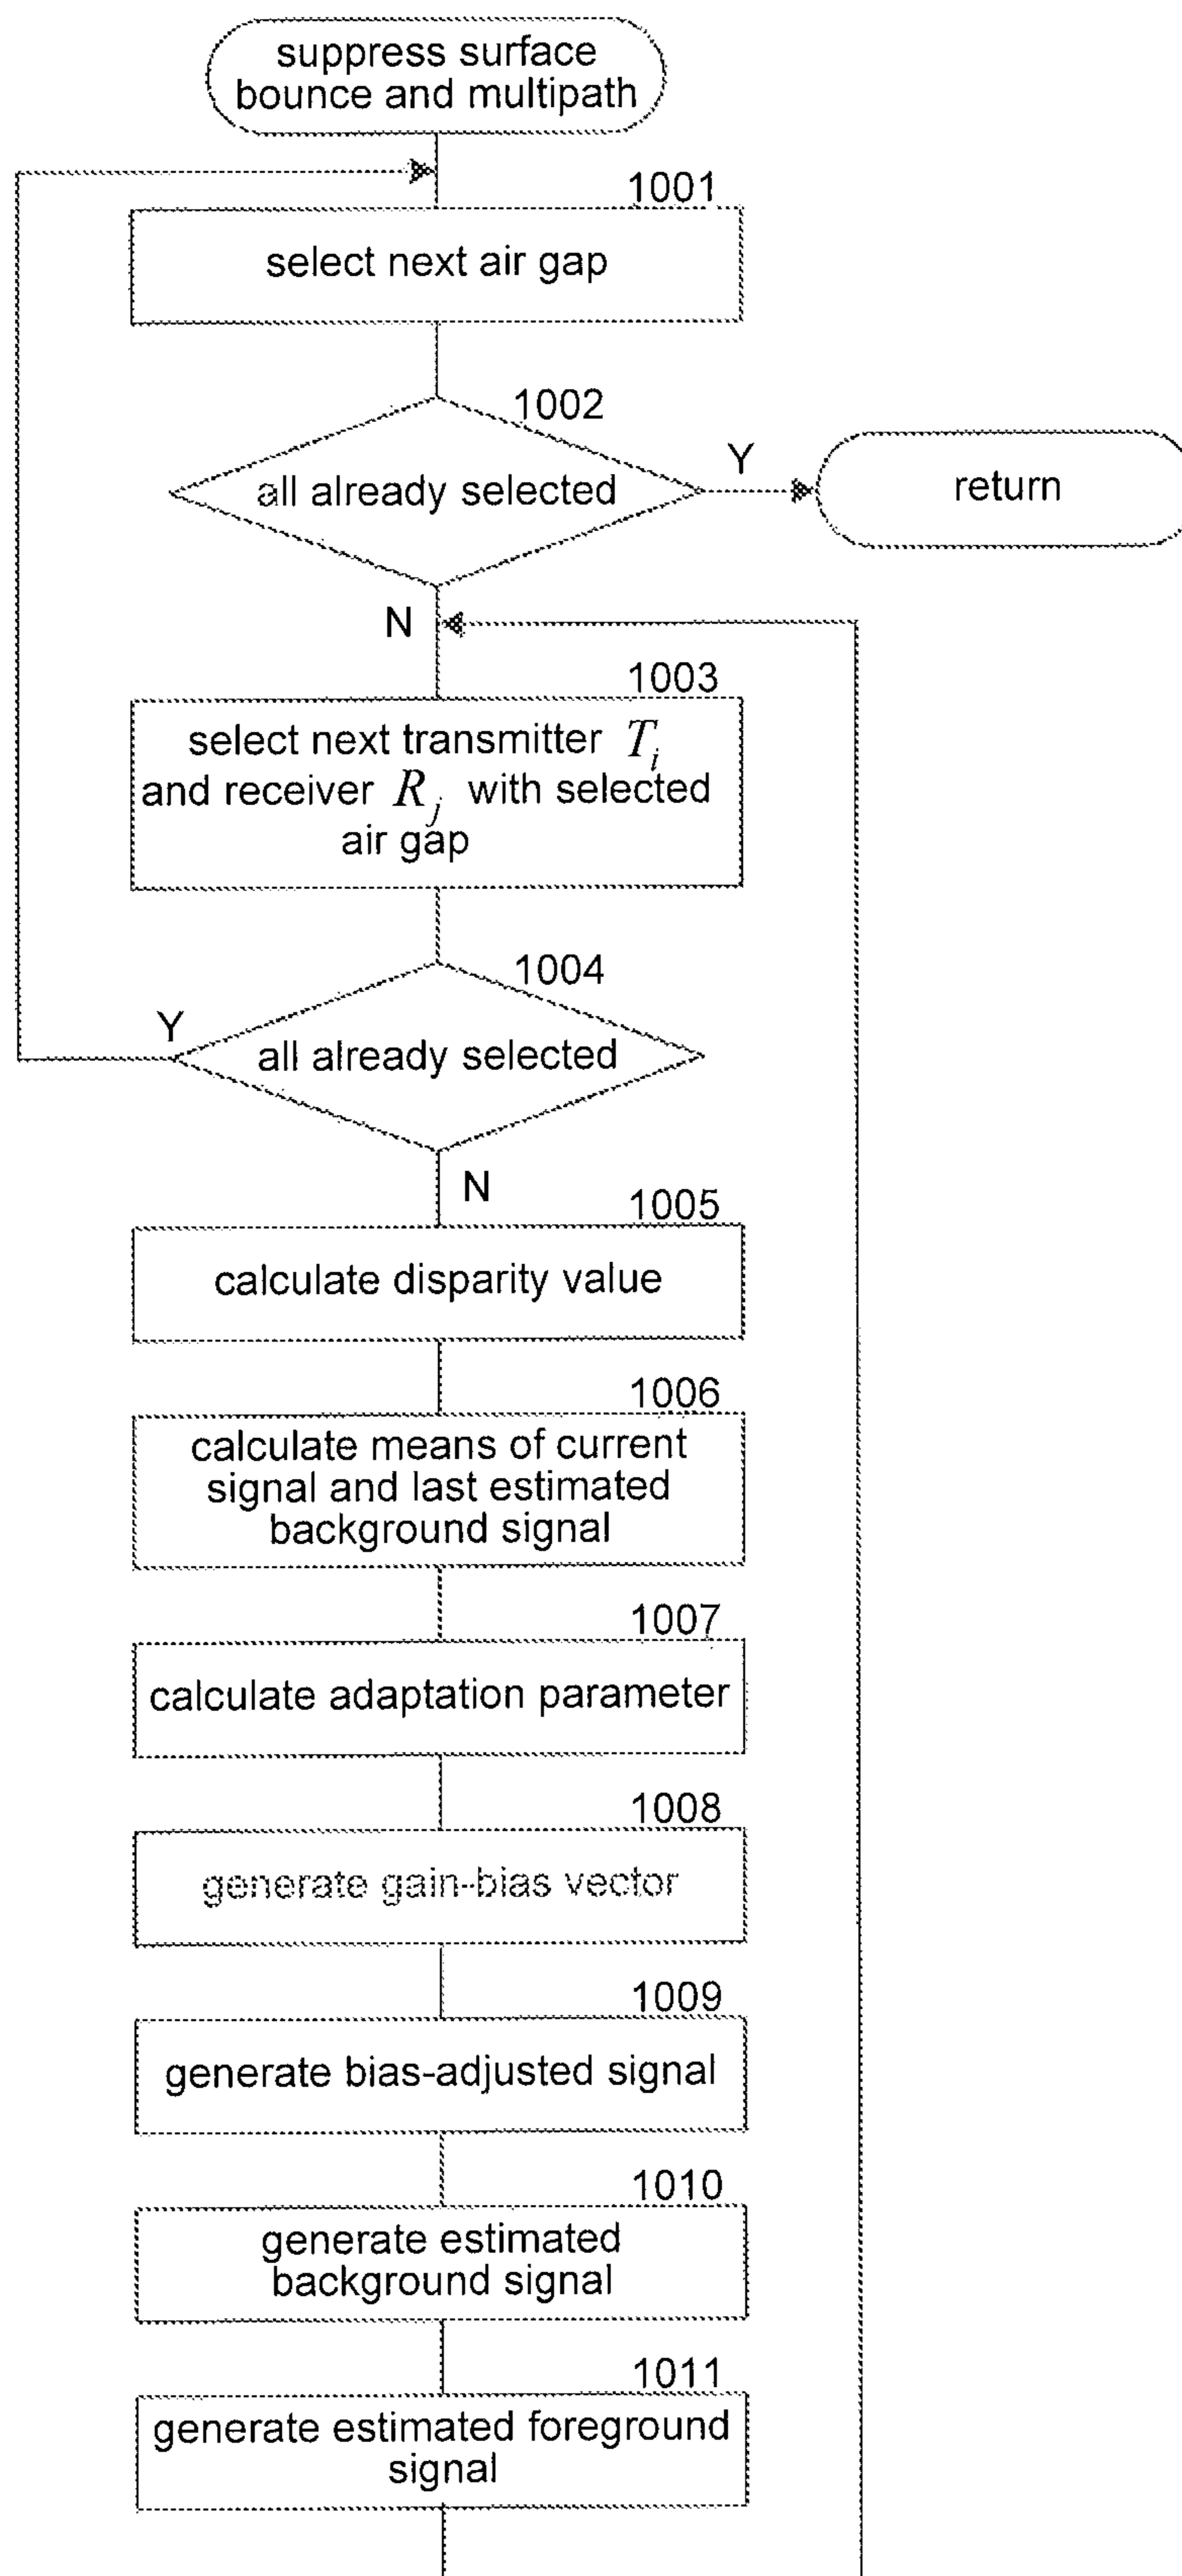 suppress surface
bounce and multipath
1001
select next air gap
1002
all already selected
Y
return
N
1003
select next transmitter T_i
and receiver R_j with selected
air gap
1004
Y
all already selected
N
1005
calculate disparity value
1006
calculate means of current
signal and last estimated
background signal
1007
calculate adaptation parameter
1008
generate gain-bias vector
1009
generate bias-adjusted signal
1010
generate estimated
background signal
1011
generate estimated foreground
signal